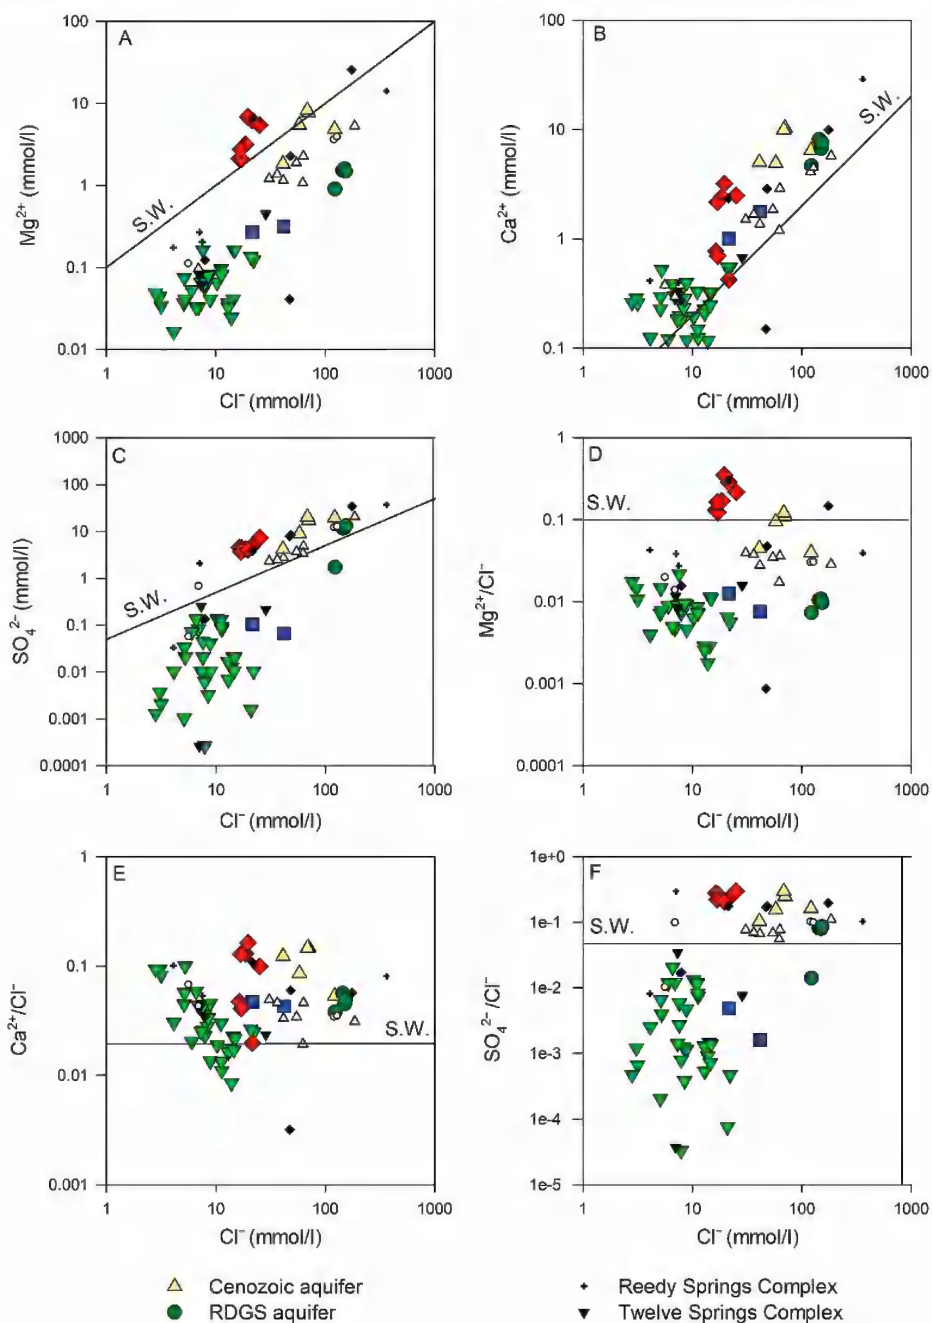 A
100
10
1
0.1
0.01
Mg²⁺ (mmol/l)
S.W.
1 10 100 1000
Cl⁻ (mmol/l)
B
100
10
1
0.1
Ca²⁺ (mmol/l)
S.W.
1 10 100 1000
Cl⁻ (mmol/l)
C
1000
100
10
1
0.1
0.01
0.001
0.0001
SO₄²⁻ (mmol/l)
S.W.
1 10 100 1000
Cl⁻ (mmol/l)
D
1
0.1
0.01
0.001
0.0001
Mg²⁺/Cl⁻
S.W.
1 10 100 1000
Cl⁻ (mmol/l)
E
1
0.1
0.01
0.001
Ca²⁺/Cl⁻
S.W.
1 10 100 1000
Cl⁻ (mmol/l)
F
1e+0
1e-1
1e-2
1e-3
1e-4
1e-5
SO₄²⁻/Cl⁻
S.W.
1 10 100 1000
Cl⁻ (mmol/l)
Cenozoic aquifer
RDGS aquifer
Reedy Springs Complex
Twelve Springs Complex